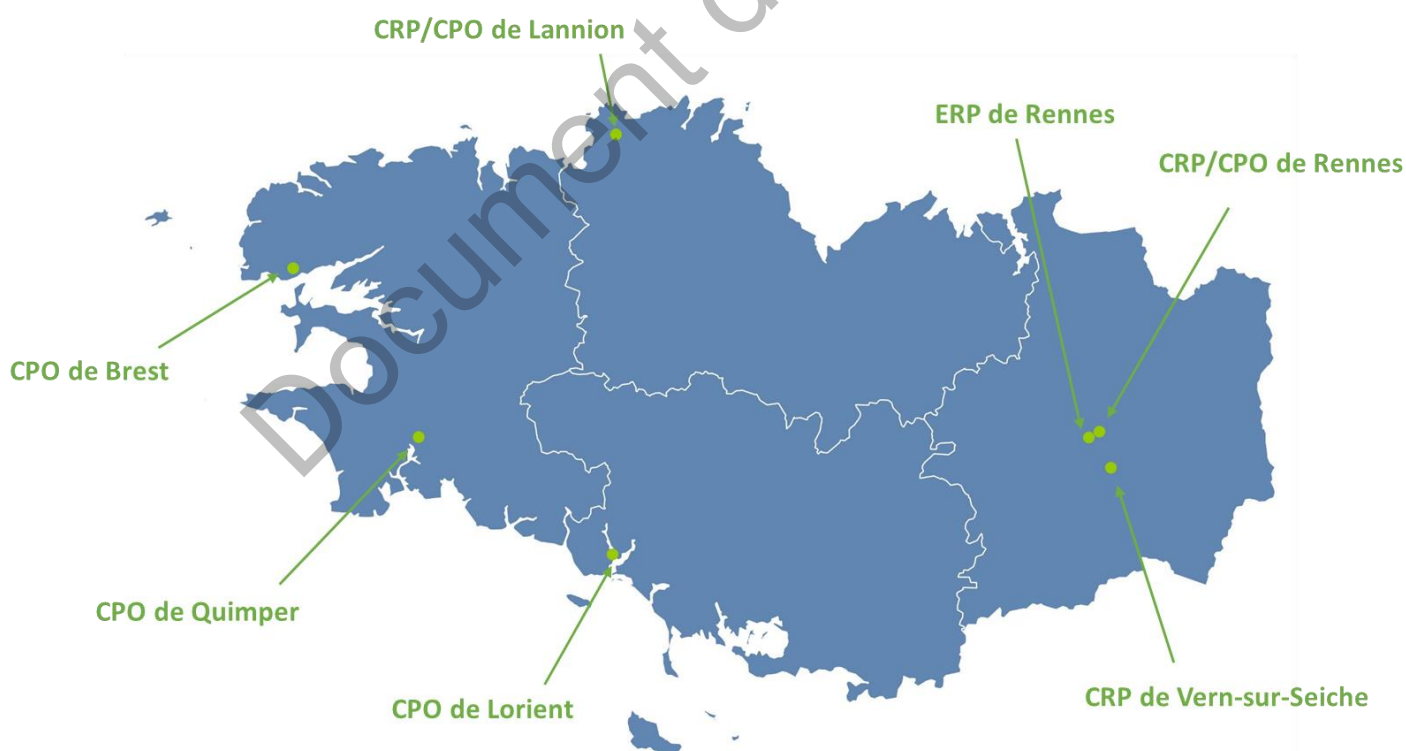 CRP/CPO de Lannion
ERP de Rennes
CRP/CPO de Rennes
CPO de Brest
CPO de Quimper
CPO de Lorient
CRP de Vern-sur-Seiche
Document